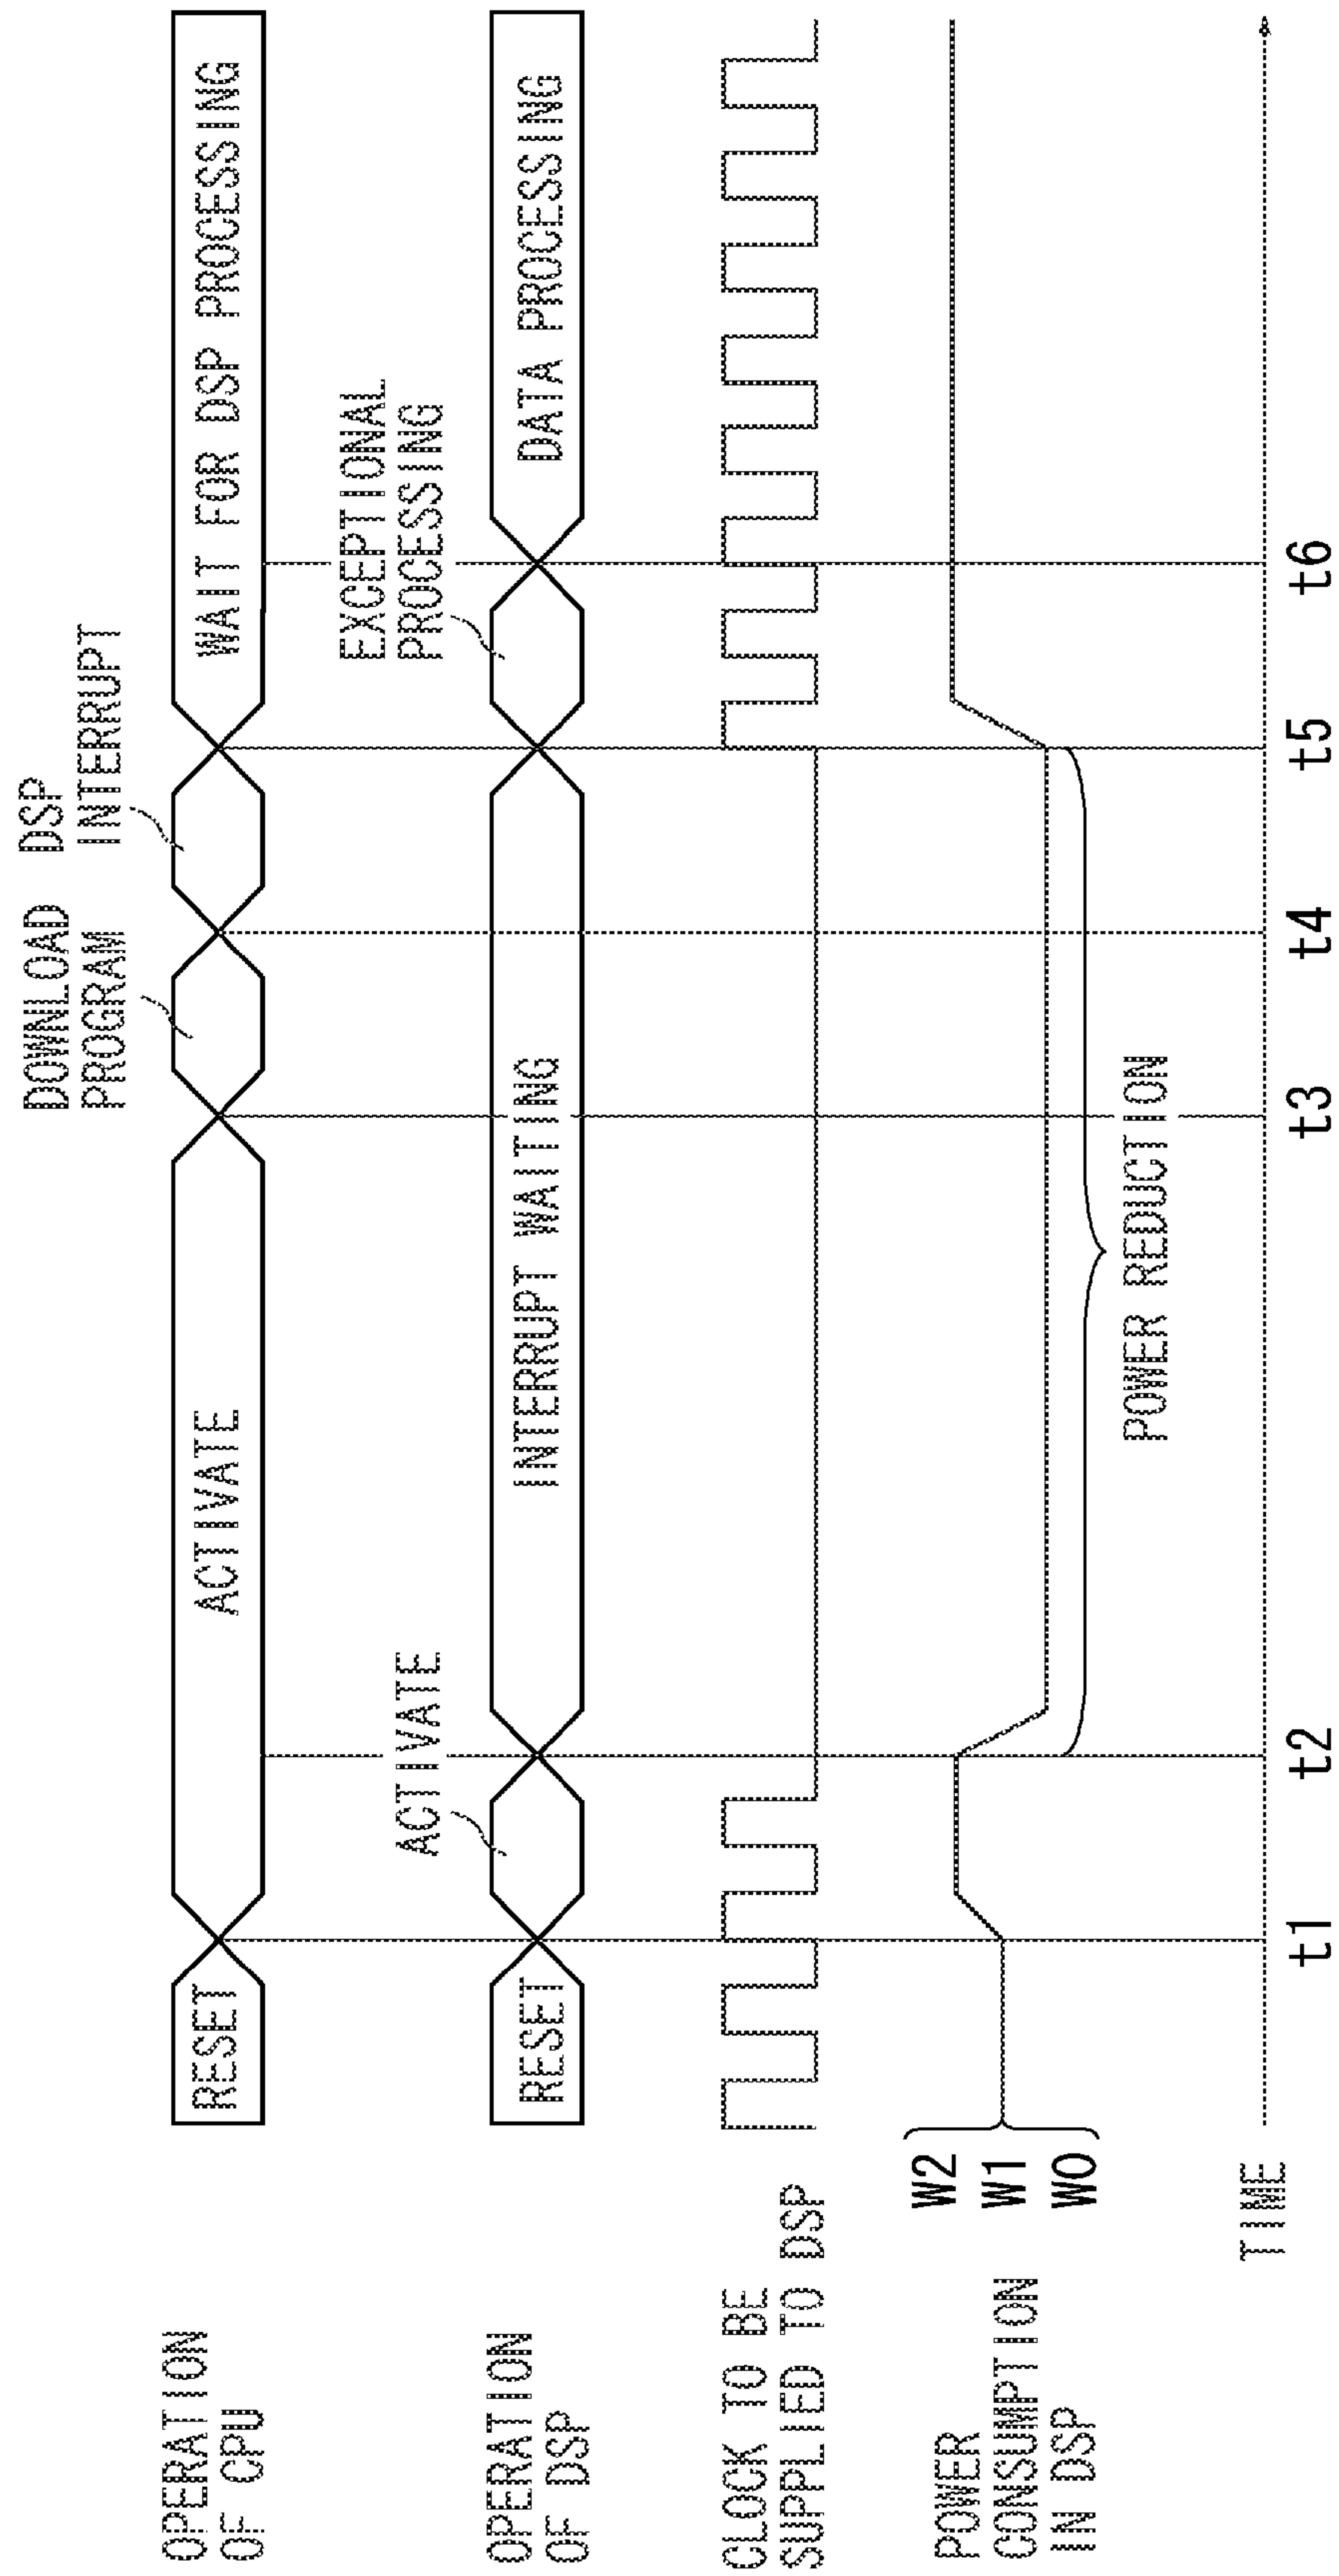 DOWNLOAD
PROGRAM
DSP
INTERRUPT
OPERATION
OF CPU
RESET
ACTIVATE
WAIT FOR DSP PROCESSING
ACTIVATE
EXCEPTIONAL
PROCESSING
OPERATION
OF DSP
RESET
INTERRUPT WAITING
DATA PROCESSING
CLOCK TO BE
SUPPLIED TO DSP
POWER
CONSUMPTION
IN DSP
W2
W1
W0
POWER REDUCTION
TIME
t1
t2
t3
t4
t5
t6